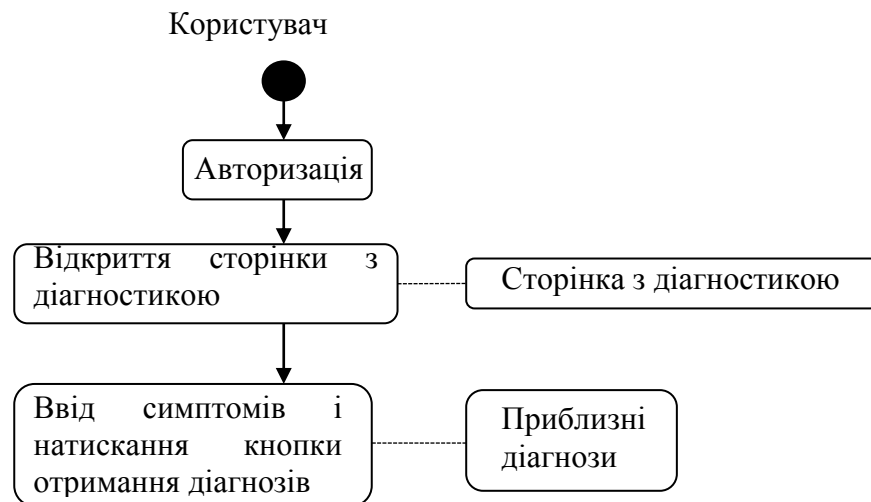 Користувач
Авторизація
Відкриття сторінки з
діагностикою
Сторінка з діагностикою
Ввід симптомів і
натискання кнопки
отримання діагнозів
Приблизні
діагнози